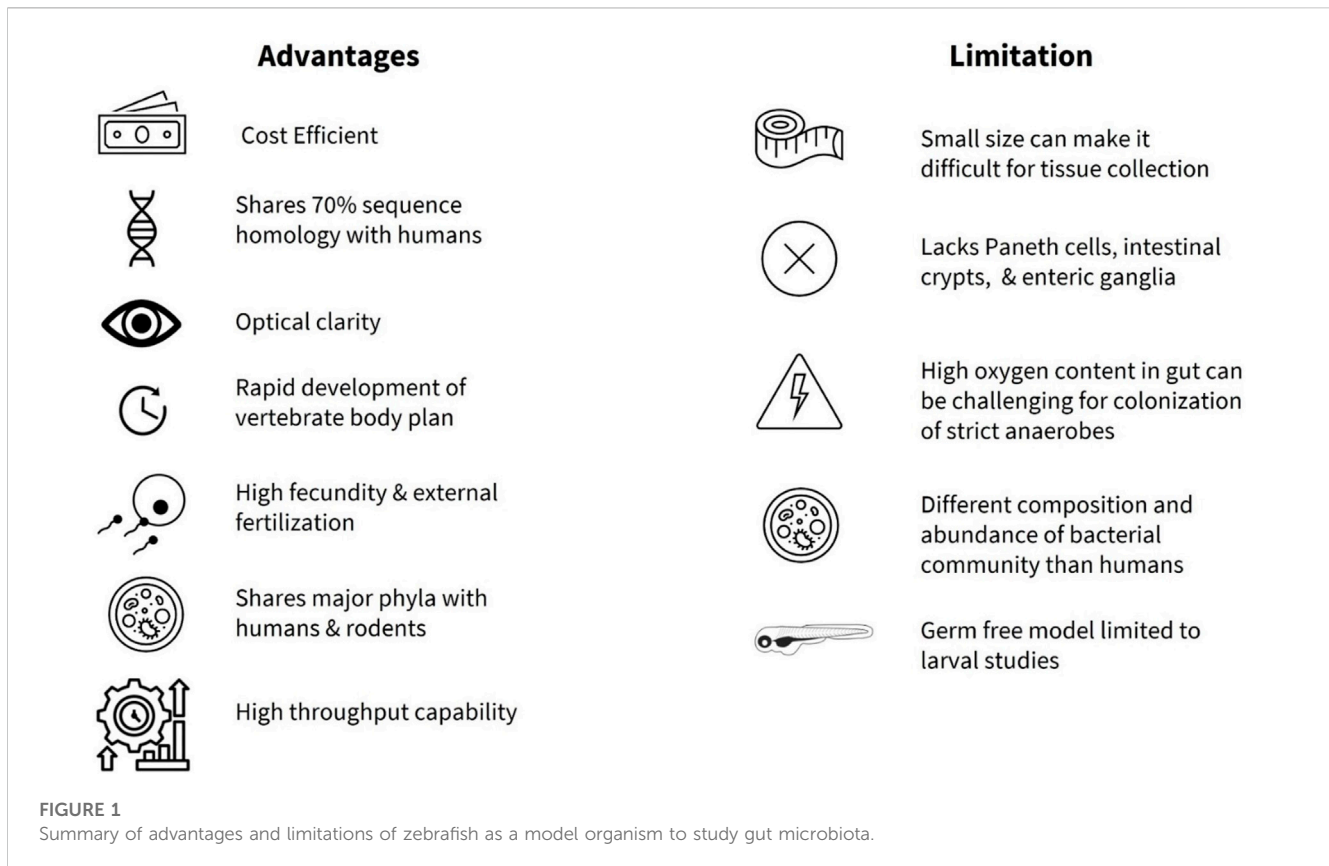 Advantages
Cost Efficient
Shares 70% sequence
homology with humans
Optical clarity
Rapid development of
vertebrate body plan
High fecundity & external
fertilization
Shares major phyla with
humans & rodents
High throughput capability
Limitation
Small size can make it
difficult for tissue collection
Lacks Paneth cells, intestinal
crypts, & enteric ganglia
High oxygen content in gut can
be challenging for colonization
of strict anaerobes
Different composition and
abundance of bacterial
community than humans
Germ free model limited to
larval studies
FIGURE 1
Summary of advantages and limitations of zebrafish as a model organism to study gut microbiota.